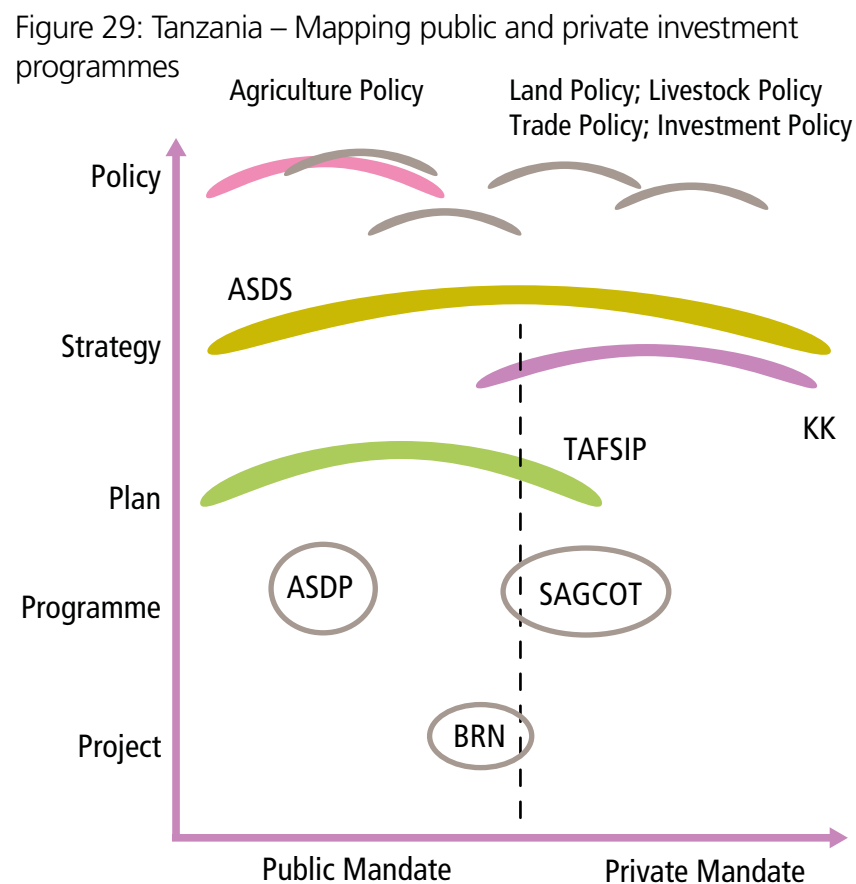 Figure 29: Tanzania – Mapping public and private investment
programmes
Agriculture Policy
Land Policy; Livestock Policy
Trade Policy; Investment Policy
Policy
ASDS
Strategy
KK
TAFSIP
Plan
ASDP
SAGCOT
Programme
BRN
Project
Public Mandate
Private Mandate